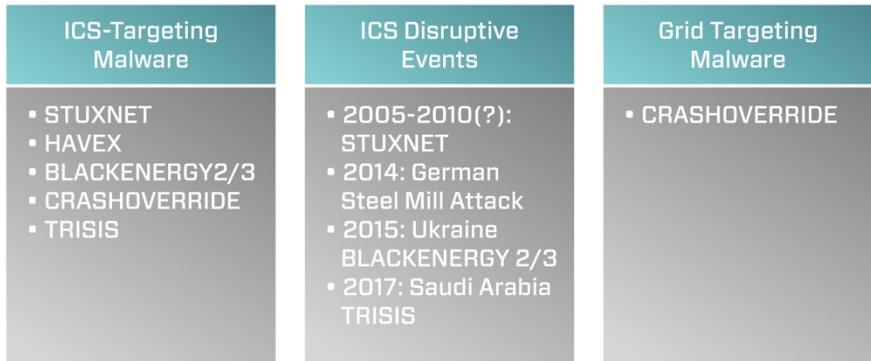 ICS-Targeting
Malware
• STUXNET
• HAVEX
• BLACKENERGY2/3
• CRASHOVERRIDE
• TRISIS
ICS Disruptive
Events
• 2005-2010(?):
STUXNET
• 2014: German
Steel Mill Attack
• 2015: Ukraine
BLACKENERGY 2/3
• 2017: Saudi Arabia
TRISIS
Grid Targeting
Malware
• CRASHOVERRIDE